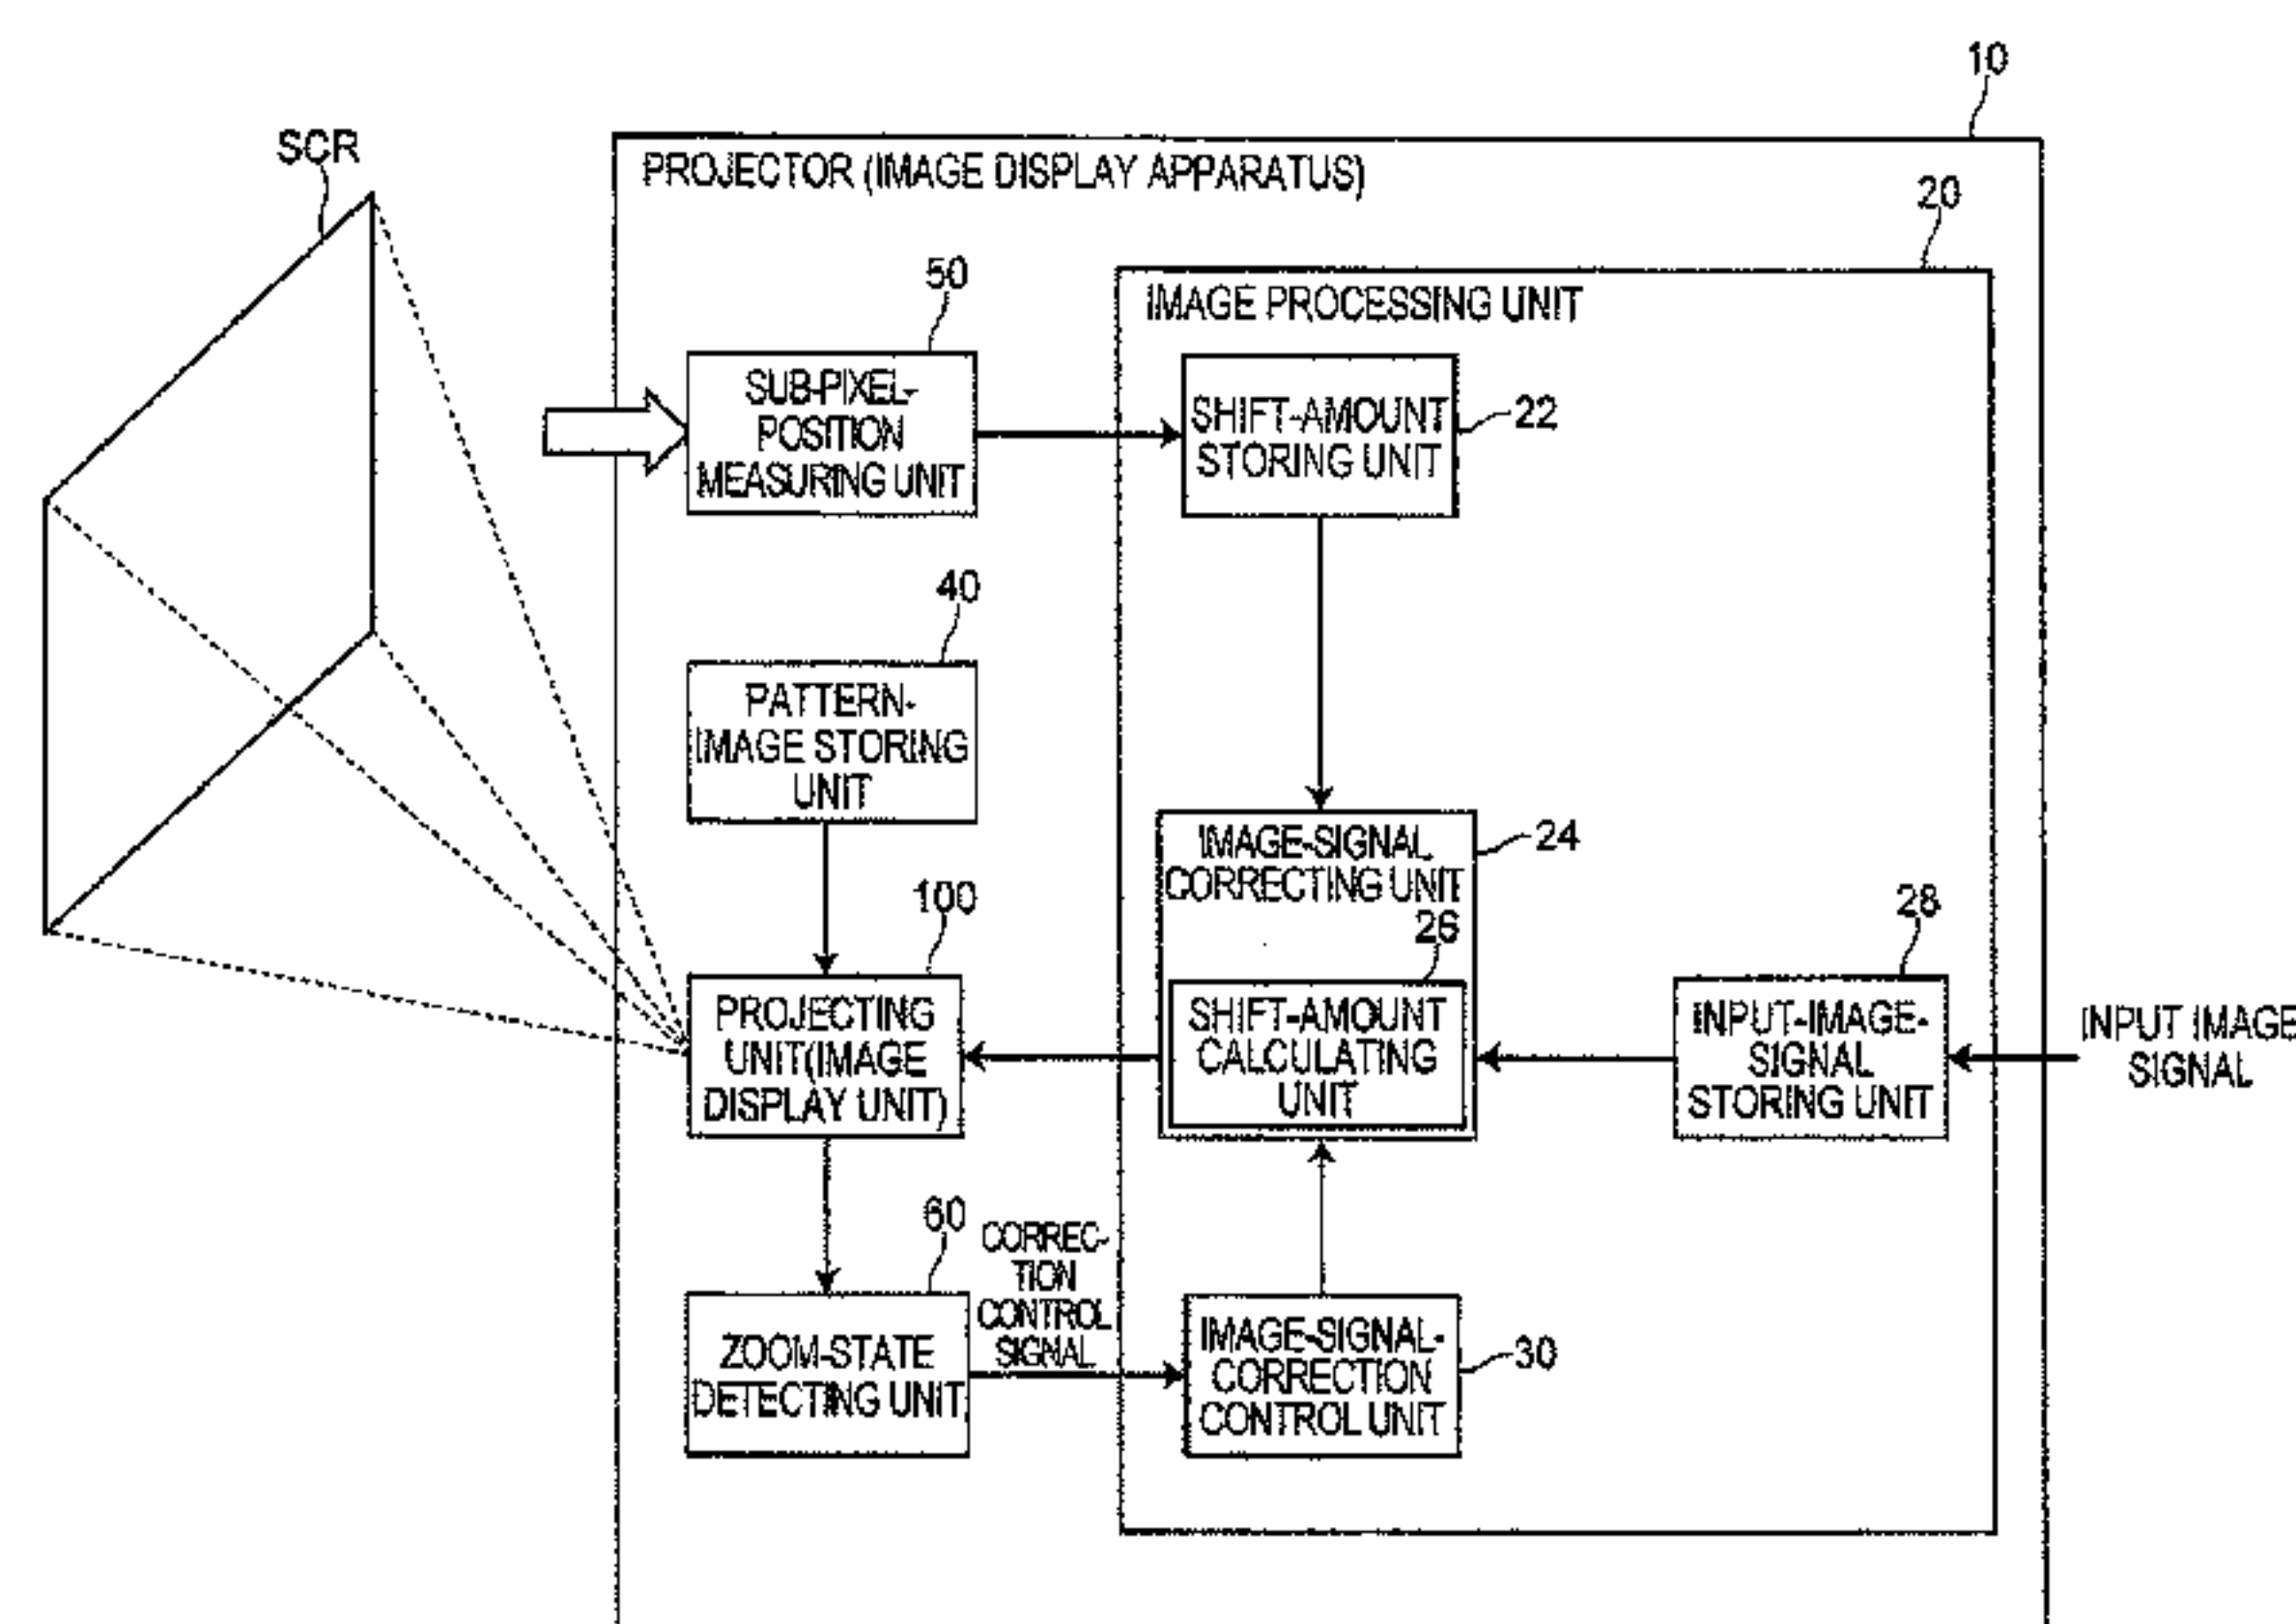 10
SCR
PROJECTOR (IMAGE DISPLAY APPARATUS)
20
50
IMAGE PROCESSING UNIT
SUB-PIXEL-
POSITION
MEASURING UNIT
SHIFT-AMOUNT
STORING UNIT
22
40
PATTERN-
IMAGE STORING
UNIT
IMAGE-SIGNAL
CORRECTING UNIT
24
100
26
28
PROJECTING
UNIT(IMAGE
DISPLAY UNIT)
SHIFT-AMOUNT
CALCULATING
UNIT
INPUT-IMAGE-
SIGNAL
STORING UNIT
INPUT IMAGE
SIGNAL
60
CORREC-
TION
CONTROL
SIGNAL
ZOOM-STATE
DETECTING UNIT
IMAGE-SIGNAL-
CORRECTION
CONTROL UNIT
30